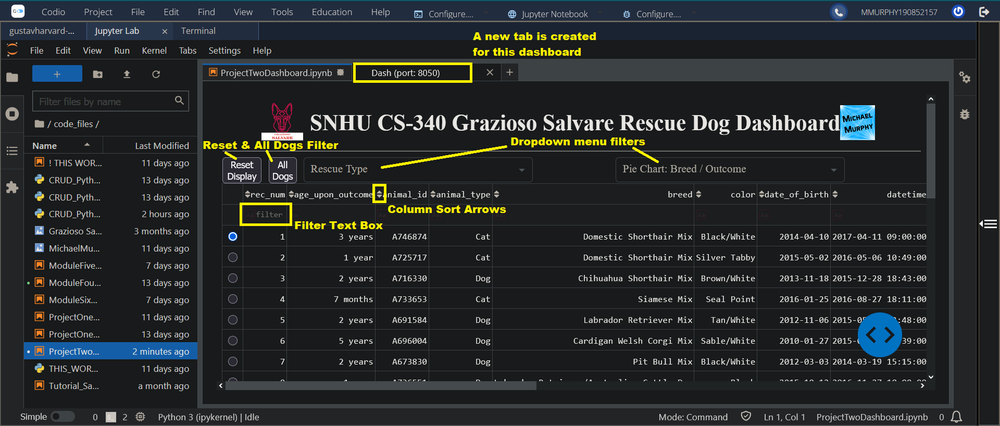 Codio Project File Edit Find View Tools Education Help Configure.... Jupyter Notebook Configure.... MMURPHY190852157
gustavharvard-... Jupyter Lab × Terminal
A new tab is created
for this dashboard
File Edit View Run Kernel Tabs Settings Help
ProjectTwoDashboard.ipynb Dash (port: 8050)
Filter files by name
/ code_files /
Name Last Modified
! THIS WOR... 11 days ago
CRUD_Pyth... 13 days ago
CRUD_Pyth... 13 days ago
CRUD_Pyth... 2 hours ago
Grazioso Sa... 3 months ago
MichaelMu... 11 days ago
ModuleFive... 7 days ago
ModuleFou... 13 days ago
ModuleSix... 7 days ago
ProjectOne... 11 days ago
ProjectOne... 13 days ago
ProjectTwo... 2 minutes ago
THIS_WOR... 11 days ago
Tutorial_Sa... a month ago
GRAZIOSO
SALVARE
SNHU CS-340 Grazioso Salvare Rescue Dog Dashboard
MICHAEL
MURPHY
Reset & All Dogs Filter
Dropdown menu filters
Reset
Display
All
Dogs
Rescue Type
Pie Chart: Breed / Outcome
rec_num age_upon_outcome animal_id animal_type breed color date_of_birth datetime
Column Sort Arrows
Aa filter Aa Aa Aa Aa
Filter Text Box
1 3 years A746874 Cat Domestic Shorthair Mix Black/White 2014-04-10 2017-04-11 09:00:00
2 1 year A725717 Cat Domestic Shorthair Mix Silver Tabby 2015-05-02 2016-05-06 10:49:00
3 2 years A716330 Dog Chihuahua Shorthair Mix Brown/White 2013-11-18 2015-12-28 18:43:00
4 7 months A733653 Cat Siamese Mix Seal Point 2016-01-25 2016-08-27 18:11:00
5 2 years A691584 Dog Labrador Retriever Mix Tan/White 2012-11-06 :48:00
6 5 years A696004 Dog Cardigan Welsh Corgi Mix Sable/White 2010-01-27 :39:00
7 2 years A673830 Dog Pit Bull Mix Black/White 2012-03-03 2014-03-19 15:15:00
Simple 0 2 Python 3 (ipykernel) | Idle Mode: Command Ln 1, Col 1 ProjectTwoDashboard.ipynb 0